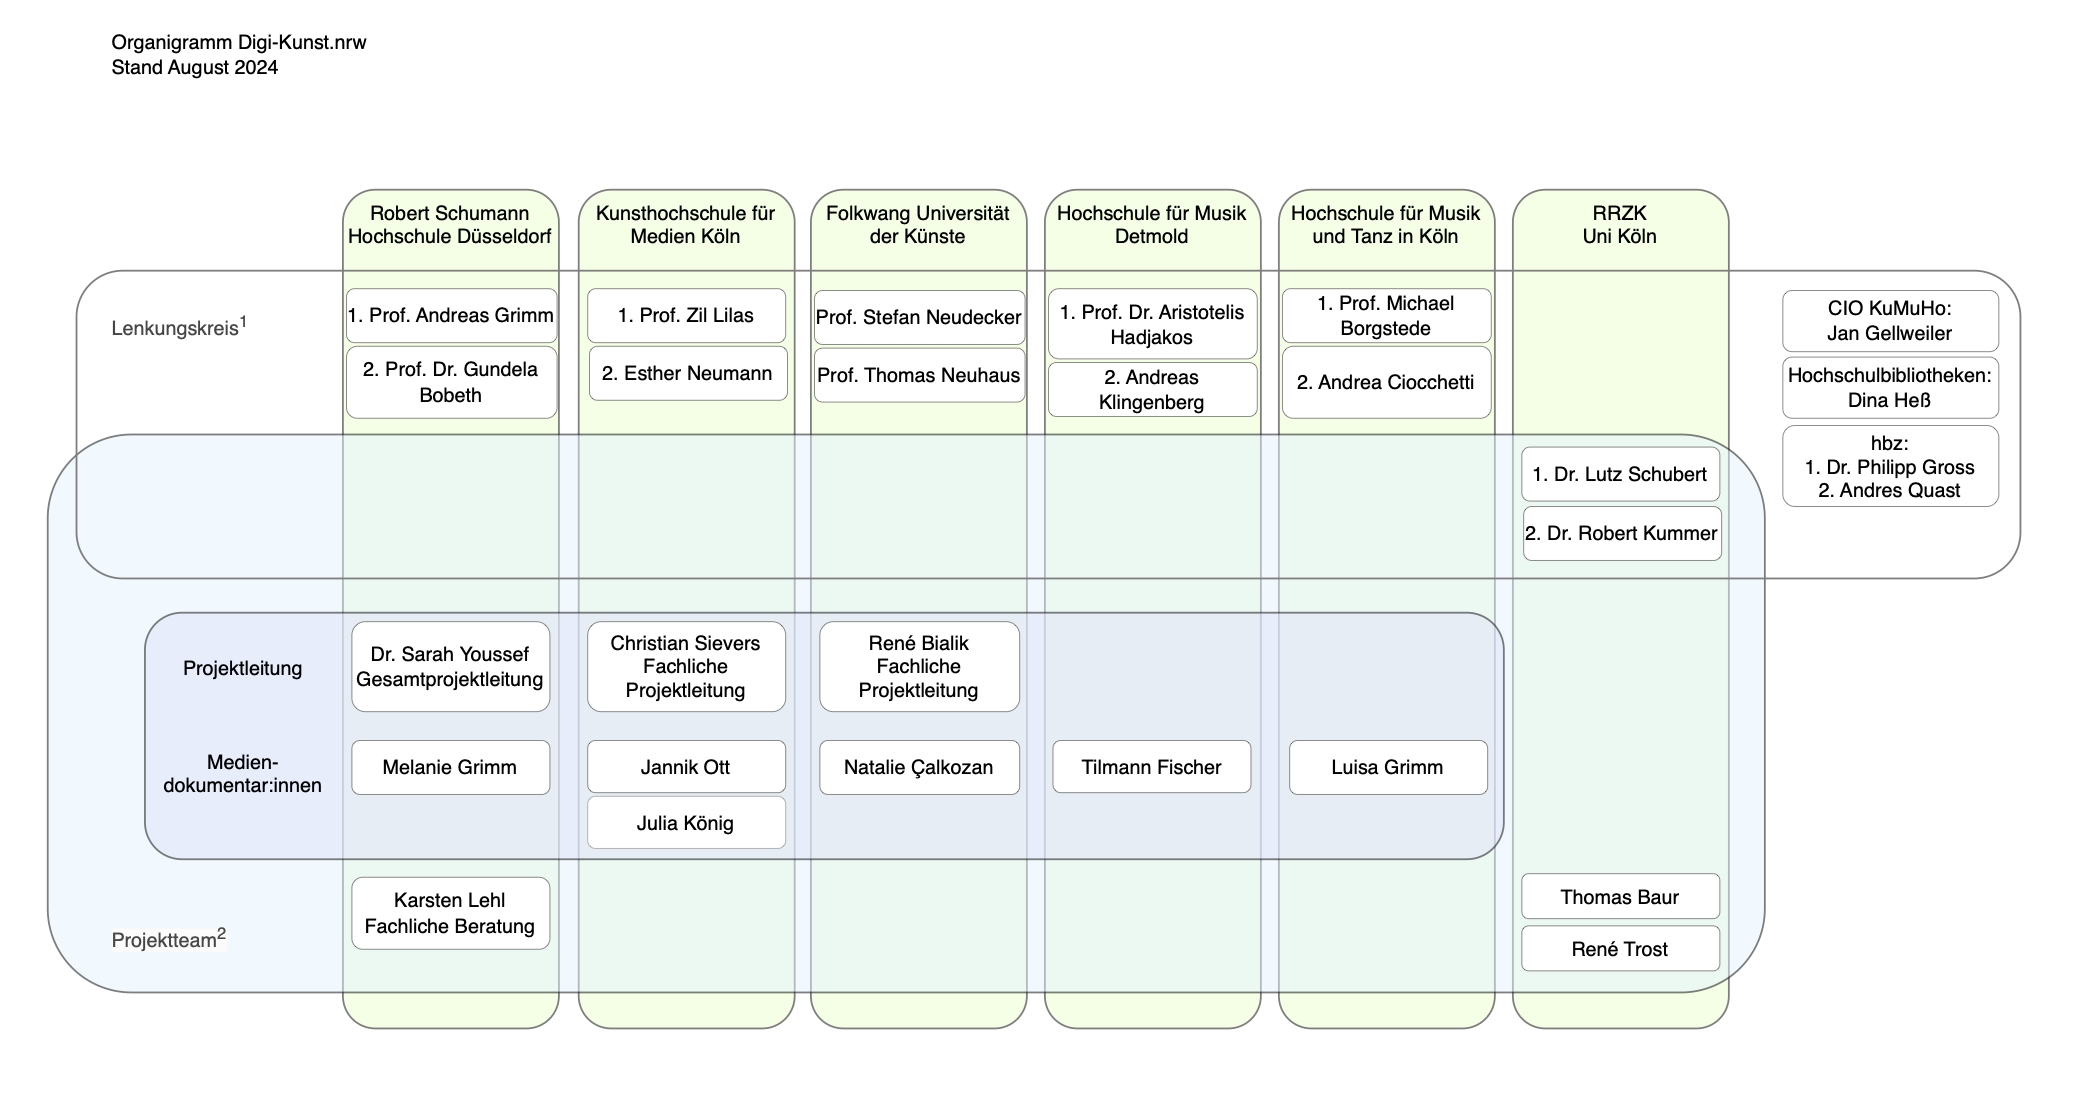 Organigramm Digi-Kunst.nrw
Stand August 2024
Robert Schumann
Hochschule Düsseldorf
Kunsthochschule für
Medien Köln
Folkwang Universität
der Künste
Hochschule für Musik
Detmold
Hochschule für Musik
und Tanz in Köln
RRZK
Uni Köln
Lenkungskreis1
1. Prof. Andreas Grimm
2. Prof. Dr. Gundela
Bobeth
1. Prof. Zil Lilas
2. Esther Neumann
Prof. Stefan Neudecker
Prof. Thomas Neuhaus
1. Prof. Dr. Aristotelis
Hadjakos
2. Andreas
Klingenberg
1. Prof. Michael
Borgstede
2. Andrea Ciocchetti
1. Dr. Lutz Schubert
2. Dr. Robert Kummer
CIO KuMuHo:
Jan Gellweiler
Hochschulbibliotheken:
Dina Heß
hbz:
1. Dr. Philipp Gross
2. Andres Quast
Projektleitung
Dr. Sarah Youssef
Gesamtprojektleitung
Christian Sievers
Fachliche
Projektleitung
René Bialik
Fachliche
Projektleitung
Medien-
dokumentar:innen
Melanie Grimm
Jannik Ott
Julia König
Natalie Çalkozan
Tilmann Fischer
Luisa Grimm
Projektteam2
Karsten Lehl
Fachliche Beratung
Thomas Baur
René Trost